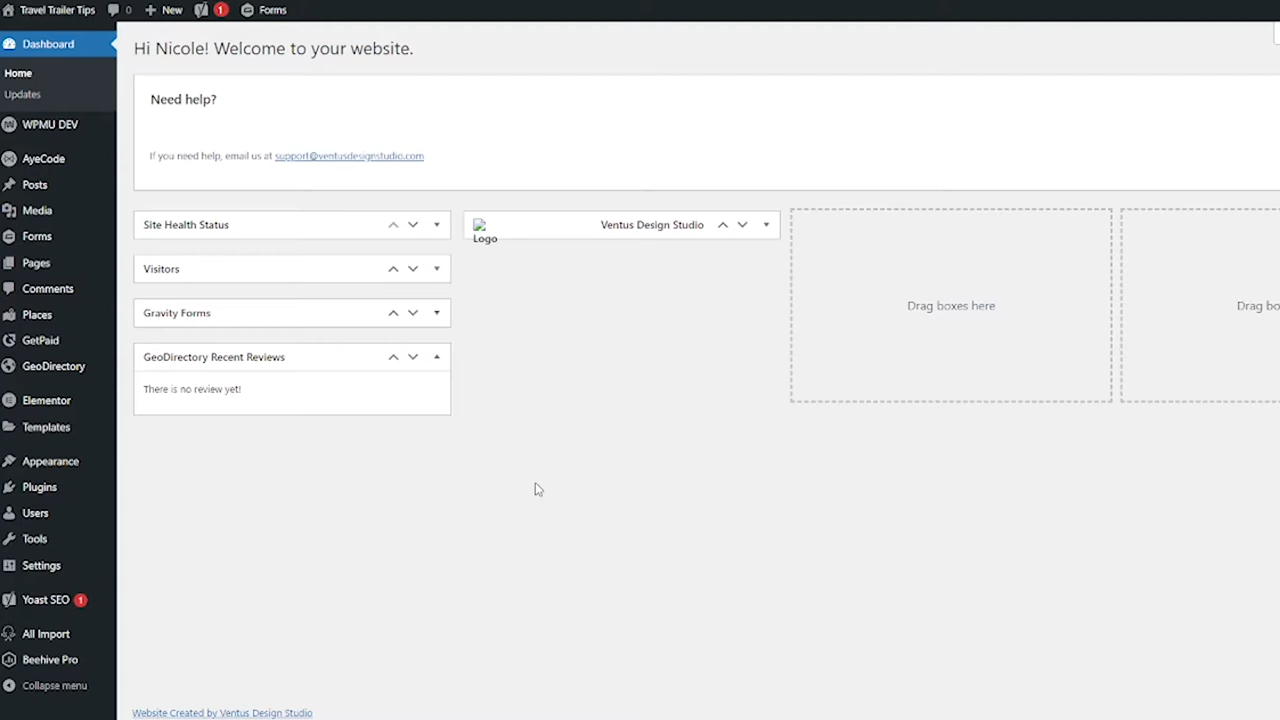 Travel Trailer Tips 0 New 1 Forms
Dashboard
Home
Updates
WPMU DEV
AyeCode
Posts
Media
Forms
Pages
Comments
Places
GetPaid
GeoDirectory
Elementor
Templates
Appearance
Plugins
Users
Tools
Settings
Yoast SEO 1
All Import
Beehive Pro
Collapse menu
Hi Nicole! Welcome to your website.
Need help?
If you need help, email us at support@ventusdesignstudio.com
Site Health Status
Visitors
Gravity Forms
GeoDirectory Recent Reviews
There is no review yet!
Logo
Ventus Design Studio
Drag boxes here
Drag bo
Website Created by Ventus Design Studio